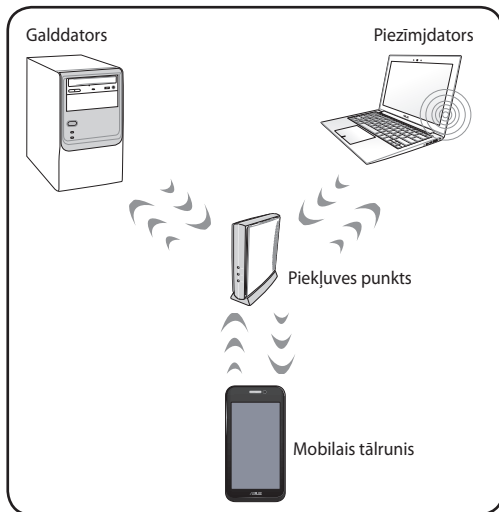 Galddators
Piezīmjdators
Piekļuves punkts
Mobilais tālrunis